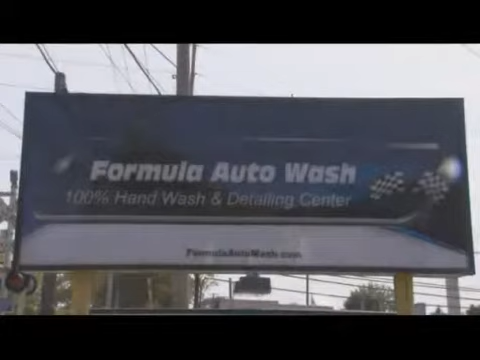 Formula Auto Wash
100% Hand Wash & Detailing Center
FormulaAutoWash.com